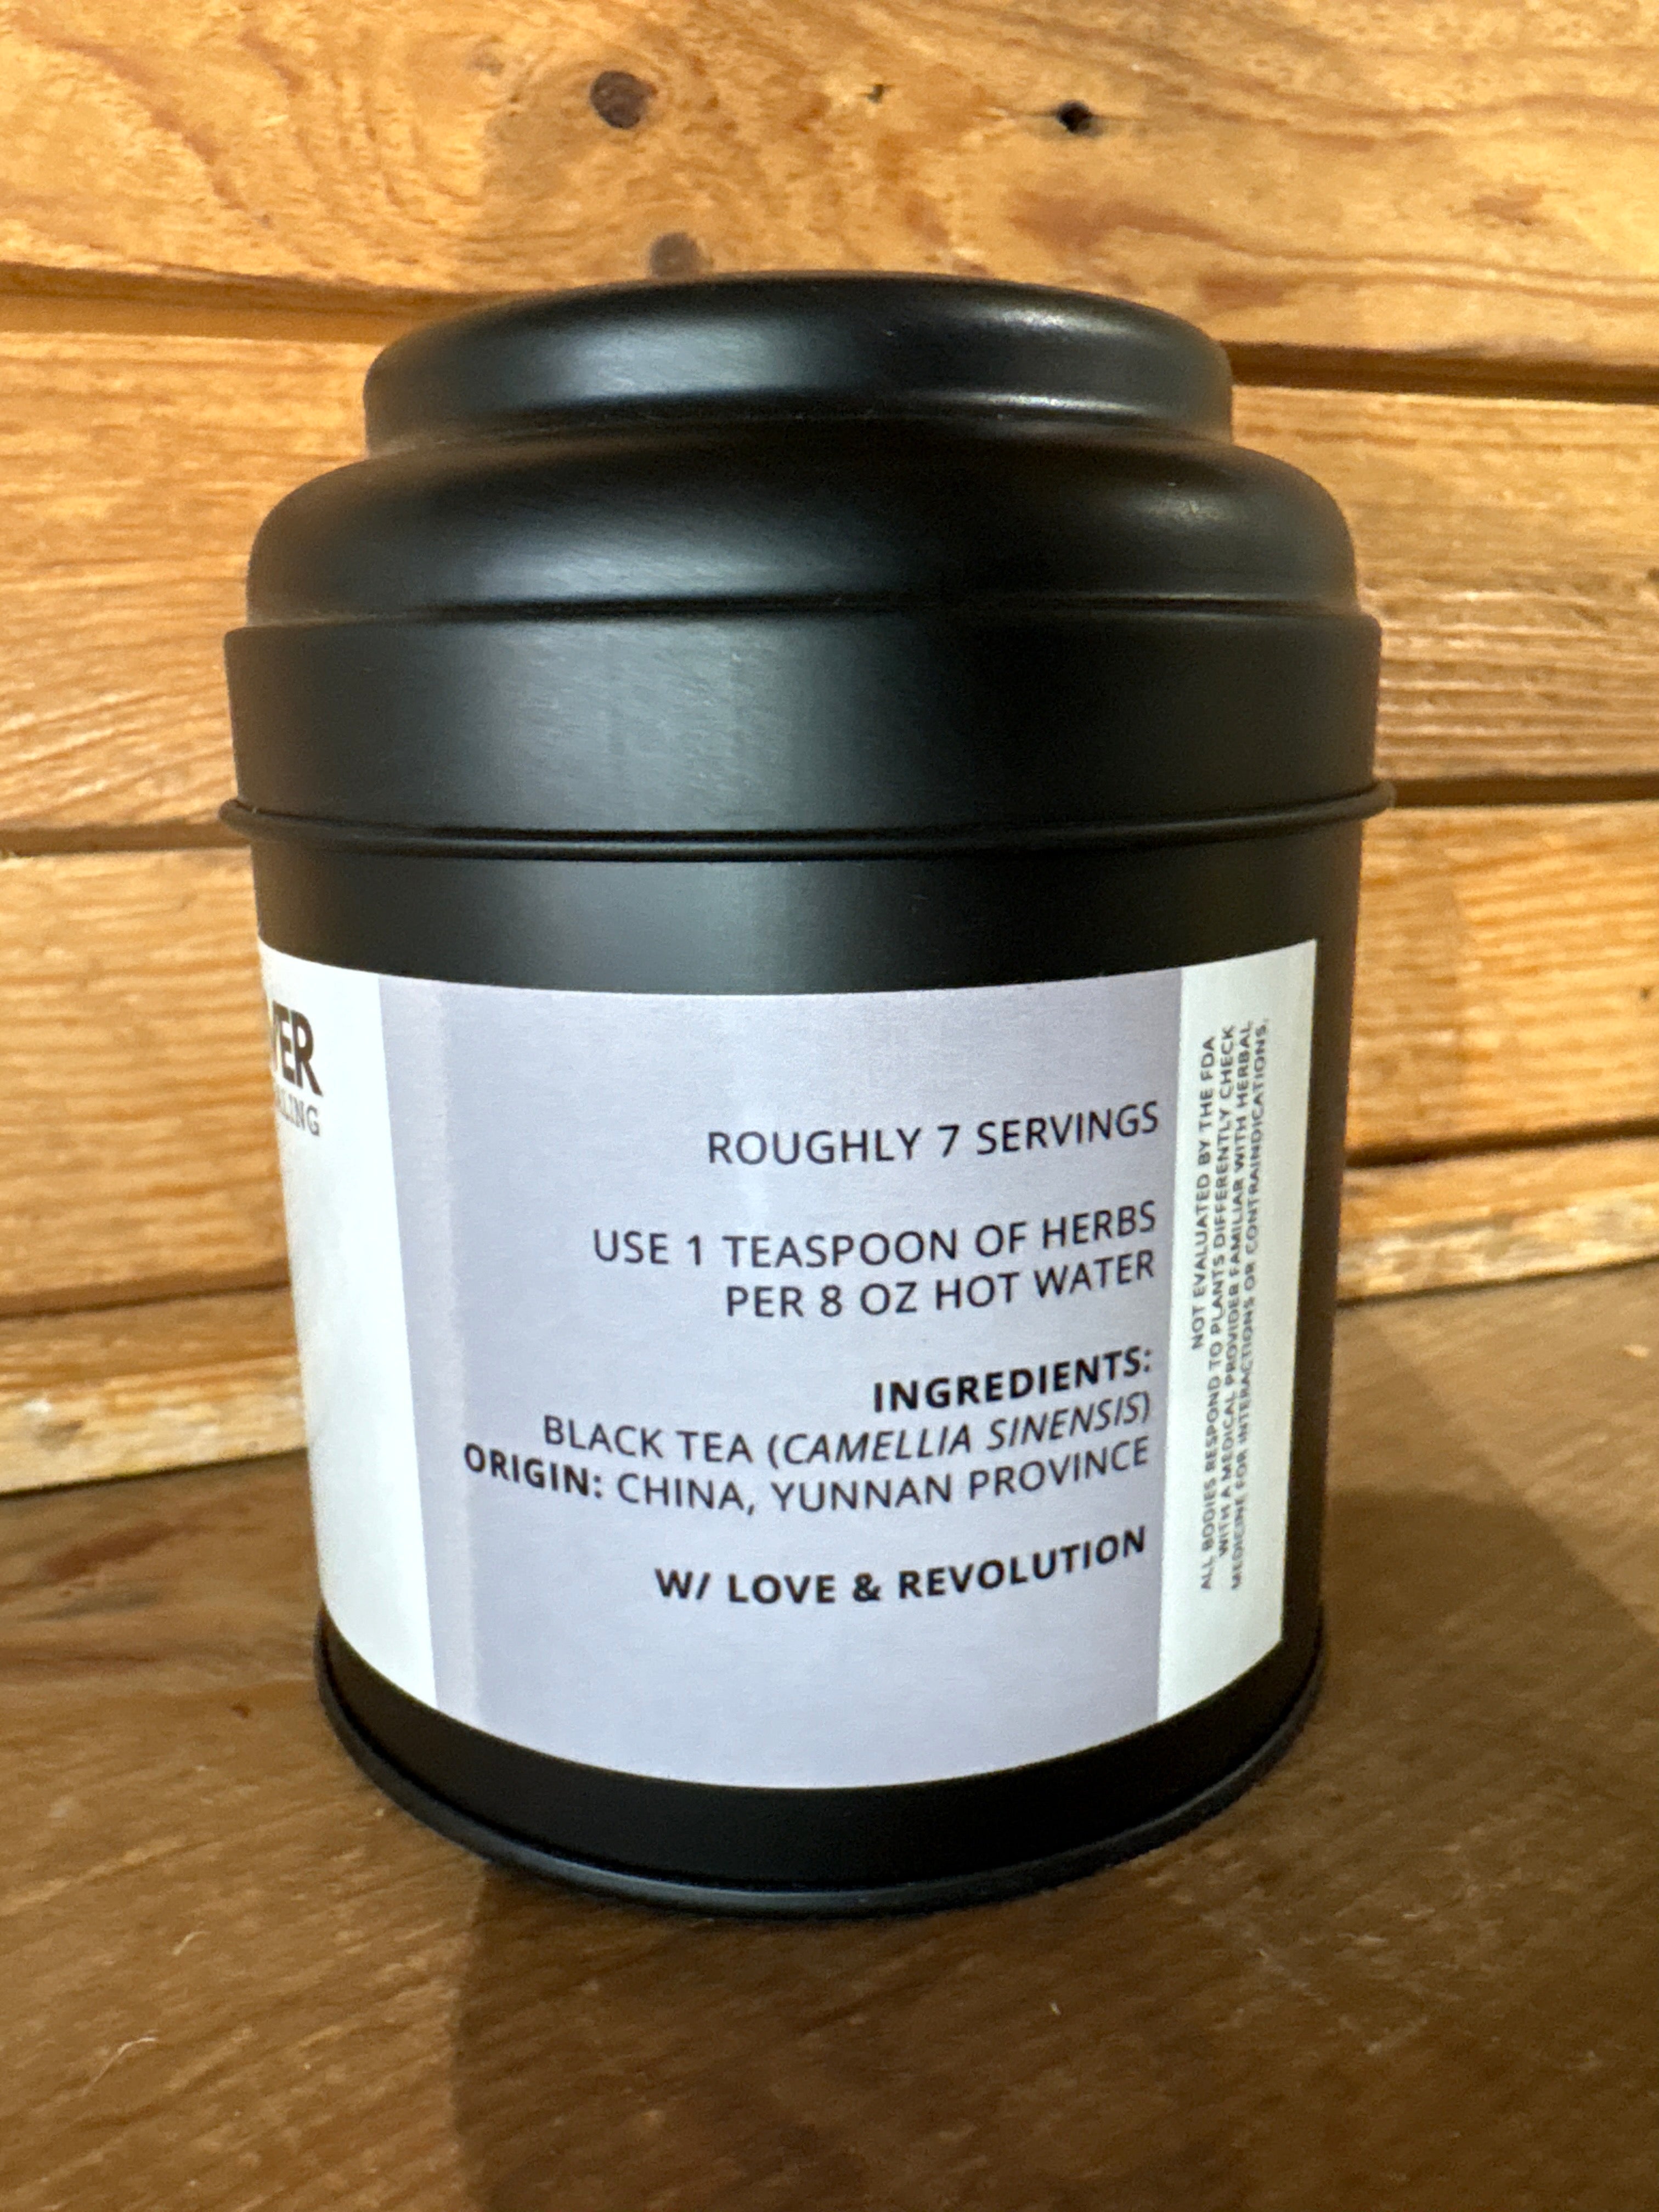 ROUGHLY 7 SERVINGS
USE 1 TEASPOON OF HERBS
PER 8 OZ HOT WATER
INGREDIENTS:
BLACK TEA (CAMELLIA SINENSIS)
ORIGIN: CHINA, YUNNAN PROVINCE
W/ LOVE & REVOLUTION
NOT EVALUATED BY THE FDA
ALL BODIES RESPOND TO PLANTS DIFFERENTLY CHECK
WITH A MEDICAL PROVIDER FAMILIAR WITH HERBAL
MEDICINE FOR INTERACTIONS OR CONTRAINDICATIONS.